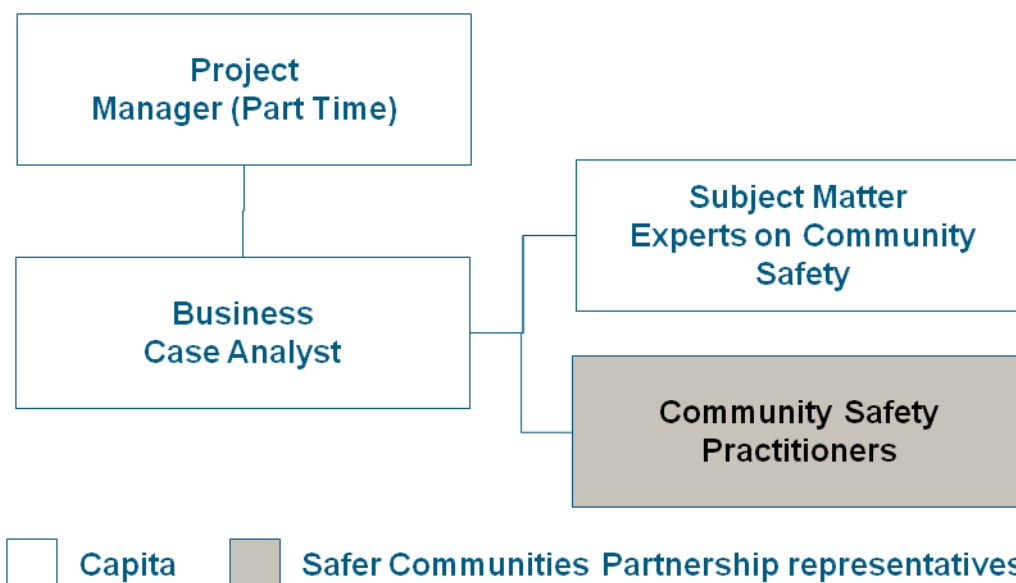 Project
Manager (Part Time)
Subject Matter
Experts on Community
Safety
Business
Case Analyst
Community Safety
Practitioners
Capita
Safer Communities Partnership representatives